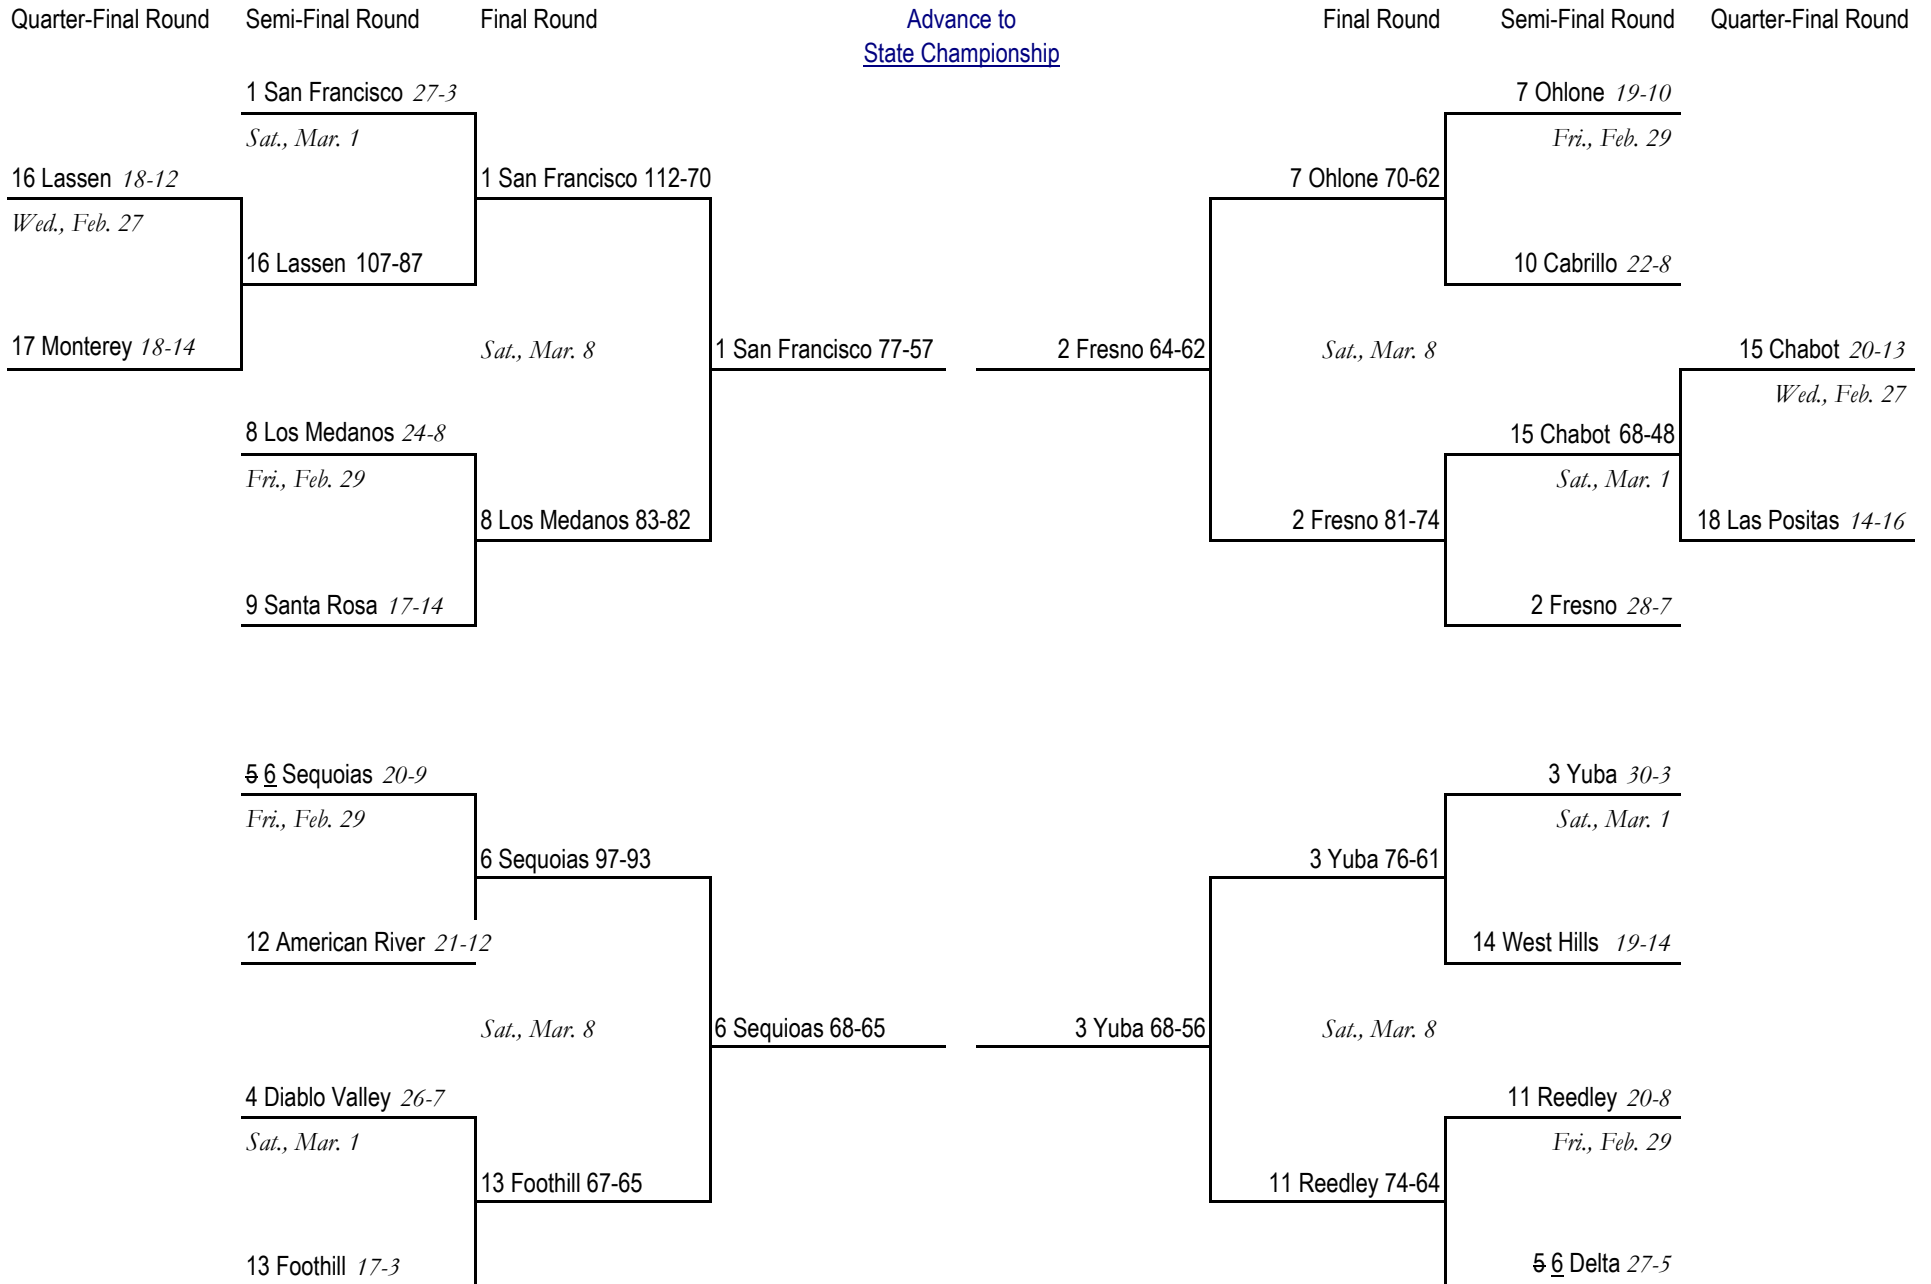 Quarter-Final Round Semi-Final Round Final Round Advance to Final Round Semi-Final Round Quarter-Final Round
State Championship
1 San Francisco 27-3 7 Ohlone 19-10
Sat., Mar. 1 Fri., Feb. 29
16 Lassen 18-12 1 San Francisco 112-70 7 Ohlone 70-62
Wed., Feb. 27
16 Lassen 107-87 10 Cabrillo 22-8
17 Monterey 18-14 Sat., Mar. 8 1 San Francisco 77-57 2 Fresno 64-62 Sat., Mar. 8 15 Chabot 20-13
Wed., Feb. 27
8 Los Medanos 24-8 15 Chabot 68-48
Fri., Feb. 29 Sat., Mar. 1
8 Los Medanos 83-82 2 Fresno 81-74 18 Las Positas 14-16
9 Santa Rosa 17-14 2 Fresno 28-7
5 6 Sequoias 20-9 3 Yuba 30-3
Fri., Feb. 29 Sat., Mar. 1
6 Sequoias 97-93 3 Yuba 76-61
12 American River 21-12 14 West Hills 19-14
Sat., Mar. 8 6 Sequioas 68-65 3 Yuba 68-56 Sat., Mar. 8
4 Diablo Valley 26-7 11 Reedley 20-8
Sat., Mar. 1 Fri., Feb. 29
13 Foothill 67-65 11 Reedley 74-64
13 Foothill 17-3 5 6 Delta 27-5